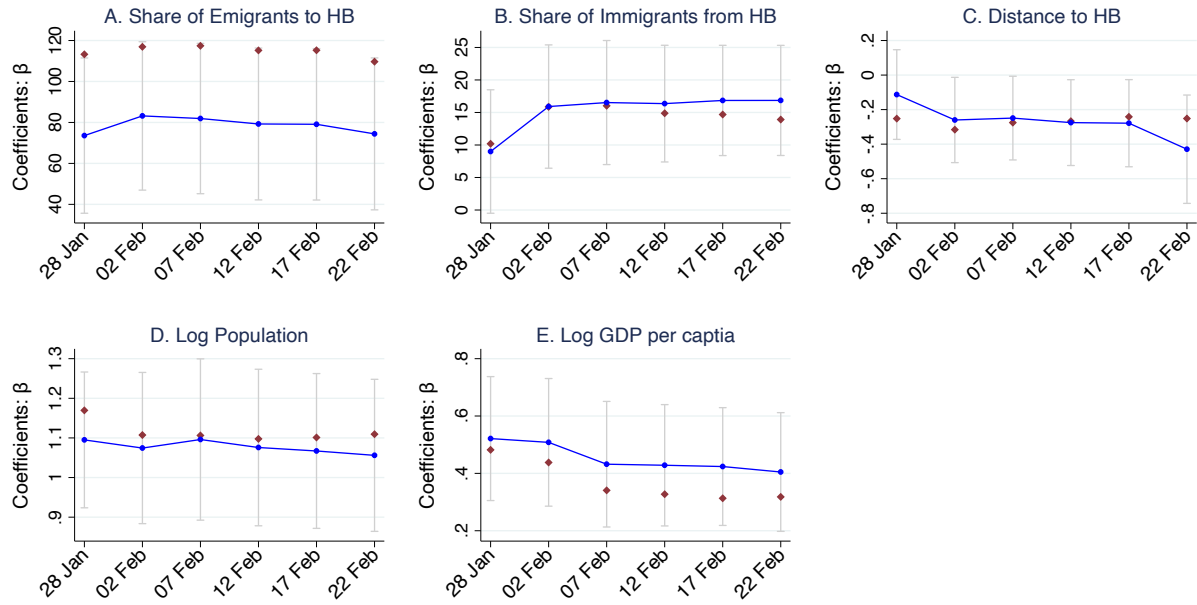 A. Share of Emigrants to HB
Coefficients: β
120
100
80
60
40
28 Jan
02 Feb
07 Feb
12 Feb
17 Feb
22 Feb
B. Share of Immigrants from HB
Coefficients: β
25
20
15
10
5
0
28 Jan
02 Feb
07 Feb
12 Feb
17 Feb
22 Feb
C. Distance to HB
Coefficients: β
.2
0
-.2
-.4
-.6
-.8
28 Jan
02 Feb
07 Feb
12 Feb
17 Feb
22 Feb
D. Log Population
Coefficients: β
1.3
1.2
1.1
1
.9
28 Jan
02 Feb
07 Feb
12 Feb
17 Feb
22 Feb
E. Log GDP per captia
Coefficients: β
.8
.6
.4
.2
28 Jan
02 Feb
07 Feb
12 Feb
17 Feb
22 Feb